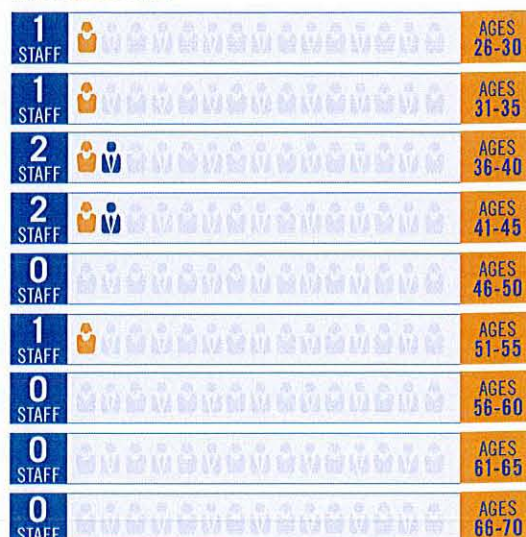 1 STAFF AGES 26-30
1 STAFF AGES 31-35
2 STAFF AGES 36-40
2 STAFF AGES 41-45
0 STAFF AGES 46-50
1 STAFF AGES 51-55
0 STAFF AGES 56-60
0 STAFF AGES 61-65
0 STAFF AGES 66-70